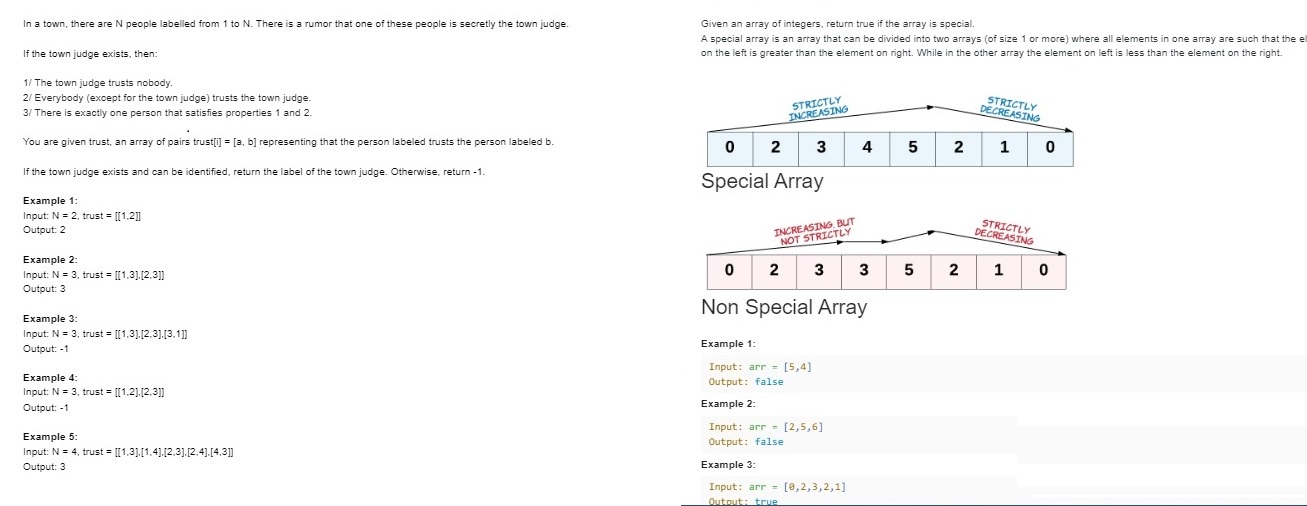 In a town, there are N people labelled from 1 to N. There is a rumor that one of these people is secretly the town judge.
If the town judge exists, then:
1/ The town judge trusts nobody.
2/ Everybody (except for the town judge) trusts the town judge.
3/ There is exactly one person that satisfies properties 1 and 2.
You are given trust, an array of pairs trust[i] = [a, b] representing that the person labeled trusts the person labeled b.
If the town judge exists and can be identified, return the label of the town judge. Otherwise, return -1.
Example 1:
Input: N = 2, trust = [[1,2]]
Output: 2
Example 2:
Input: N = 3, trust = [[1,3],[2,3]]
Output: 3
Example 3:
Input: N = 3, trust = [[1,3],[2,3],[3,1]]
Output: -1
Example 4:
Input: N = 3, trust = [[1,2],[2,3]]
Output: -1
Example 5:
Input: N = 4, trust = [[1,3],[1,4],[2,3],[2,4],[4,3]]
Output: 3
Given an array of integers, return true if the array is special.
A special array is an array that can be divided into two arrays (of size 1 or more) where all elements in one array are such that the el
on the left is greater than the element on right. While in the other array the element on left is less than the element on the right.
STRICTLY
INCREASING
STRICTLY
DECREASING
0 2 3 4 5 2 1 0
Special Array
INCREASING, BUT
NOT STRICTLY
STRICTLY
DECREASING
0 2 3 3 5 2 1 0
Non Special Array
Example 1:
Input: arr = [5,4]
Output: false
Example 2:
Input: arr = [2,5,6]
Output: false
Example 3:
Input: arr = [0,2,3,2,1]
Output: true